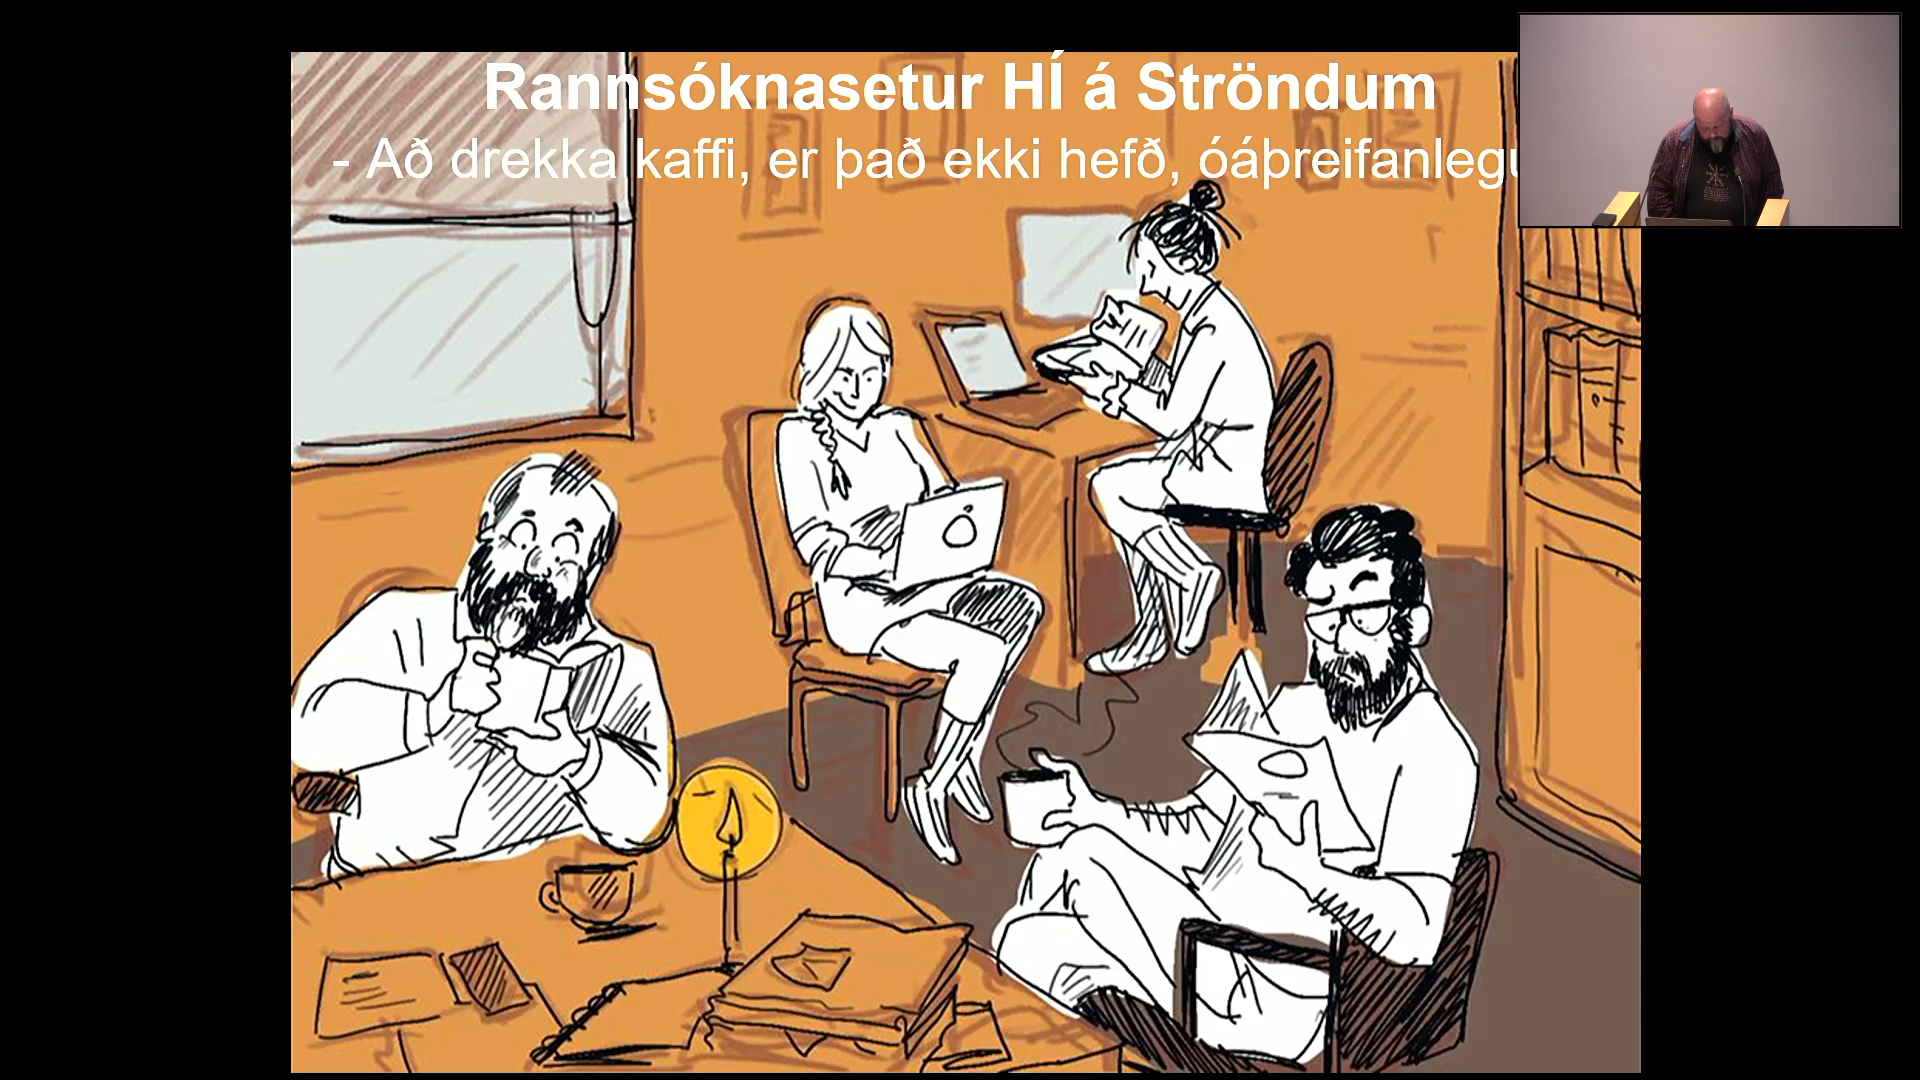 Rannsóknasetur HÍ á Ströndum
- Að drekka kaffi, er það ekki hefð, óáþreifanlegu